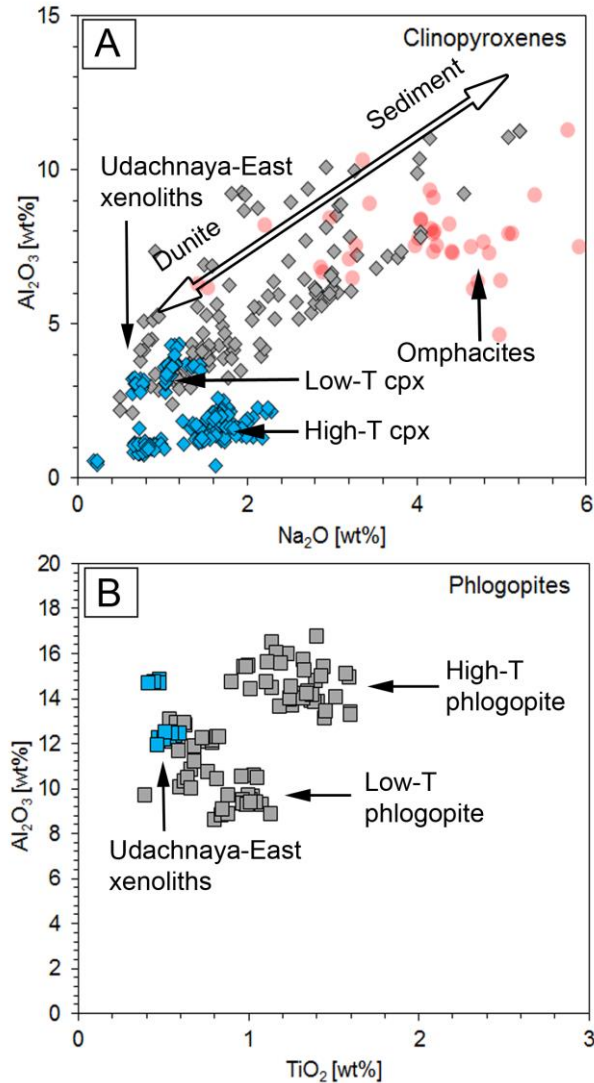 15
A
Clinopyroxenes
Sediment
Udachnaya-East
xenoliths
10
Dunite
Al₂O₃ [wt%]
5
Omphacites
Low-T cpx
High-T cpx
0
0 2 4 6
Na₂O [wt%]
20
B
Phlogopites
18
16
High-T
phlogopite
14
12
10
Low-T
phlogopite
Al₂O₃ [wt%]
8
Udachnaya-East
xenoliths
6
4
2
0
0 1 2 3
TiO₂ [wt%]